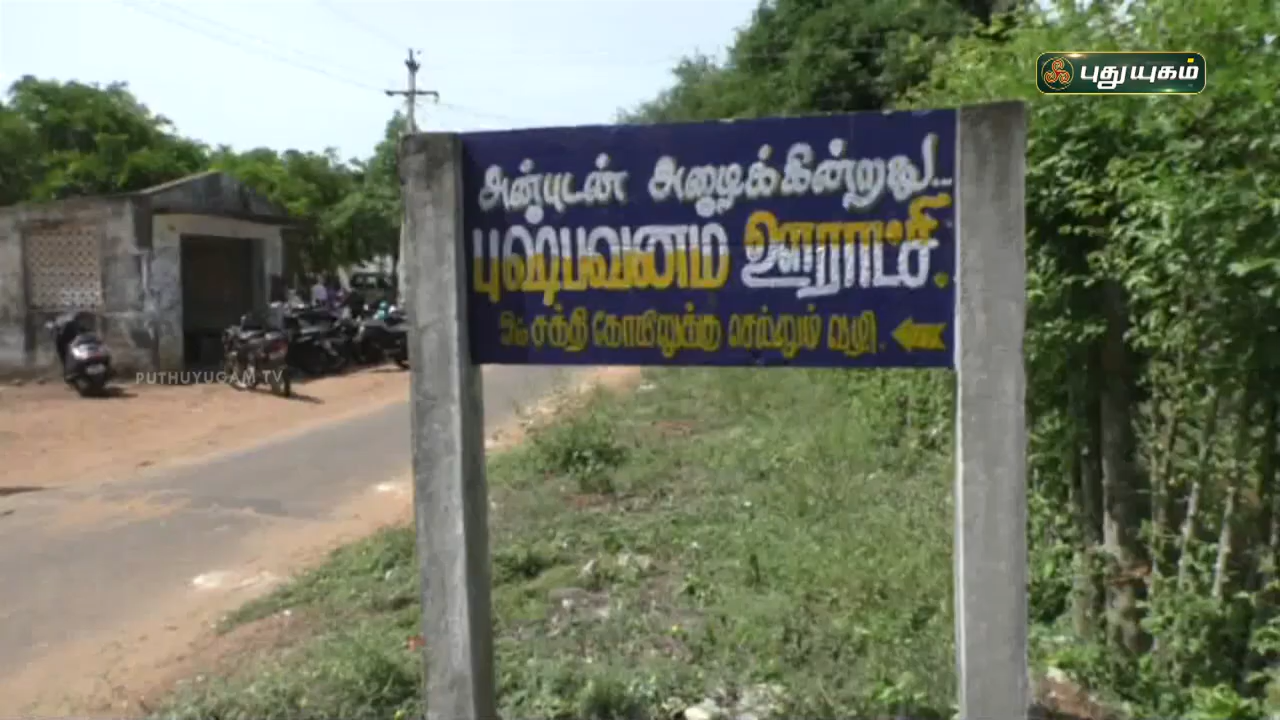 புதுயுகம்
அன்புடன் அழைக்கின்றது...
புஷ்பவனம் ஊராட்சி.
சக்தி கோயிலுக்கு செல்லும் வழி.
PUTHUYUGAM TV